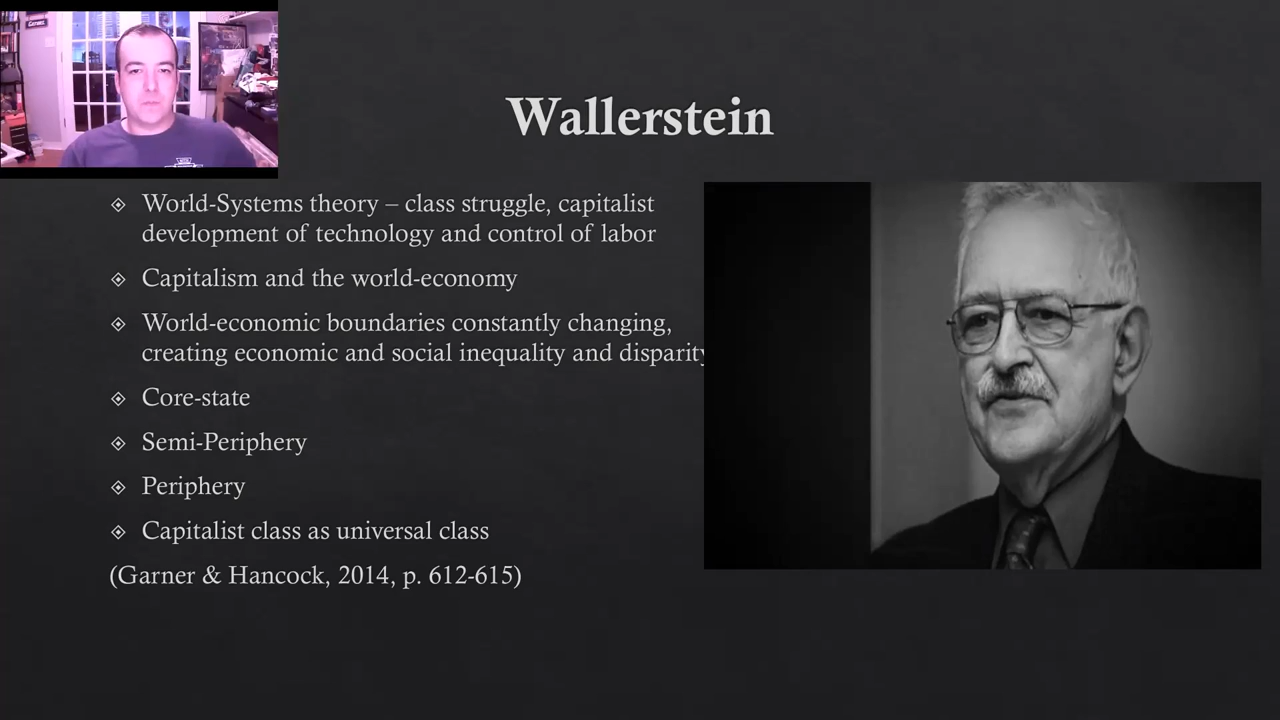 Wallerstein
World-Systems theory – class struggle, capitalist
development of technology and control of labor
Capitalism and the world-economy
World-economic boundaries constantly changing,
creating economic and social inequality and disparity
Core-state
Semi-Periphery
Periphery
Capitalist class as universal class
(Garner & Hancock, 2014, p. 612-615)